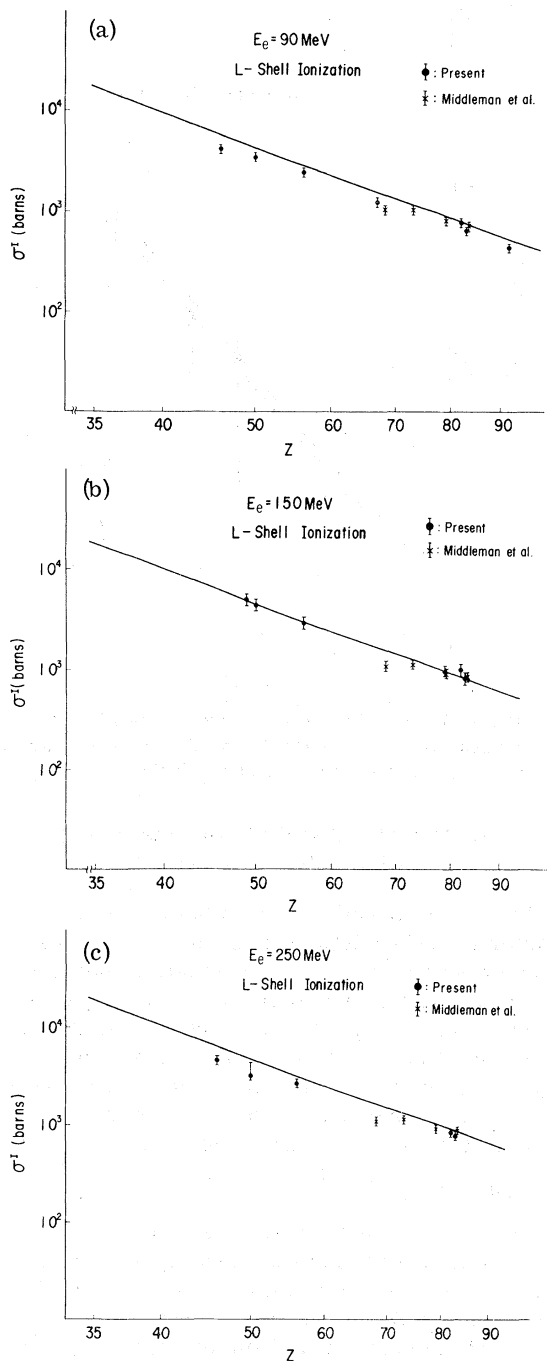 (a)
E_e = 90 MeV
L-Shell Ionization
: Present
: Middleman et al.
10^4
10^3
10^2
σ^I (barns)
35 40 50 60 70 80 90
Z
(b)
E_e = 150 MeV
L-Shell Ionization
: Present
: Middleman et al.
10^4
10^3
10^2
σ^I (barns)
35 40 50 60 70 80 90
Z
(c)
E_e = 250 MeV
L-Shell Ionization
: Present
: Middleman et al.
10^4
10^3
10^2
σ^I (barns)
35 40 50 60 70 80 90
Z